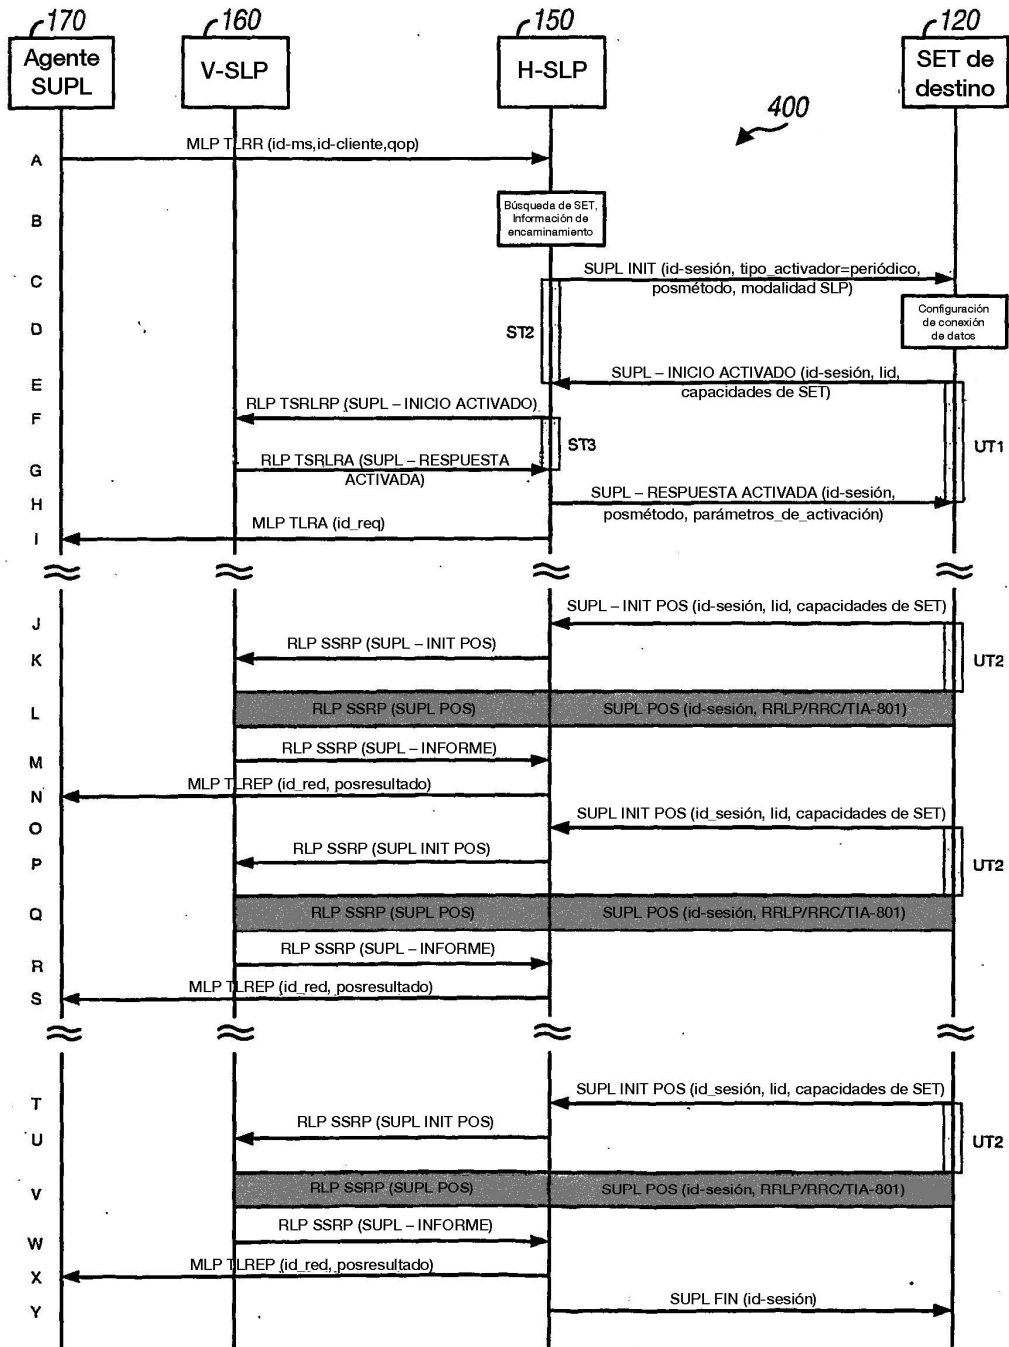 170
160
150
120
Agente
SUPL
V-SLP
H-SLP
SET de
destino
400
A
MLP TLRR (id-ms,id-cliente,qop)
B
Búsqueda de SET,
Información de
encaminamiento
C
SUPL INIT (id-sesión, tipo_activador=periódico,
posmétodo, modalidad SLP)
D
ST2
Configuración
de conexión
de datos
E
SUPL – INICIO ACTIVADO (id-sesión, lid,
capacidades de SET)
F
RLP TSRLRP (SUPL – INICIO ACTIVADO)
ST3
UT1
G
RLP TSRLRA (SUPL – RESPUESTA
ACTIVADA)
H
SUPL – RESPUESTA ACTIVADA (id-sesión,
posmétodo, parámetros_de_activación)
I
MLP TLRA (id_req)
J
SUPL – INIT POS (id-sesión, lid, capacidades de SET)
K
RLP SSRP (SUPL – INIT POS)
UT2
L
RLP SSRP (SUPL POS)
SUPL POS (id-sesión, RRLP/RRC/TIA-801)
M
RLP SSRP (SUPL – INFORME)
N
MLP TLREP (id_red, posresultado)
O
SUPL INIT POS (id_sesión, lid, capacidades de SET)
P
RLP SSRP (SUPL INIT POS)
UT2
Q
RLP SSRP (SUPL POS)
SUPL POS (id-sesión, RRLP/RRC/TIA-801)
R
RLP SSRP (SUPL – INFORME)
S
MLP TLREP (id_red, posresultado)
T
SUPL INIT POS (id_sesión, lid, capacidades de SET)
U
RLP SSRP (SUPL INIT POS)
UT2
V
RLP SSRP (SUPL POS)
SUPL POS (id-sesión, RRLP/RRC/TIA-801)
W
RLP SSRP (SUPL – INFORME)
X
MLP TLREP (id_red, posresultado)
Y
SUPL FIN (id-sesión)